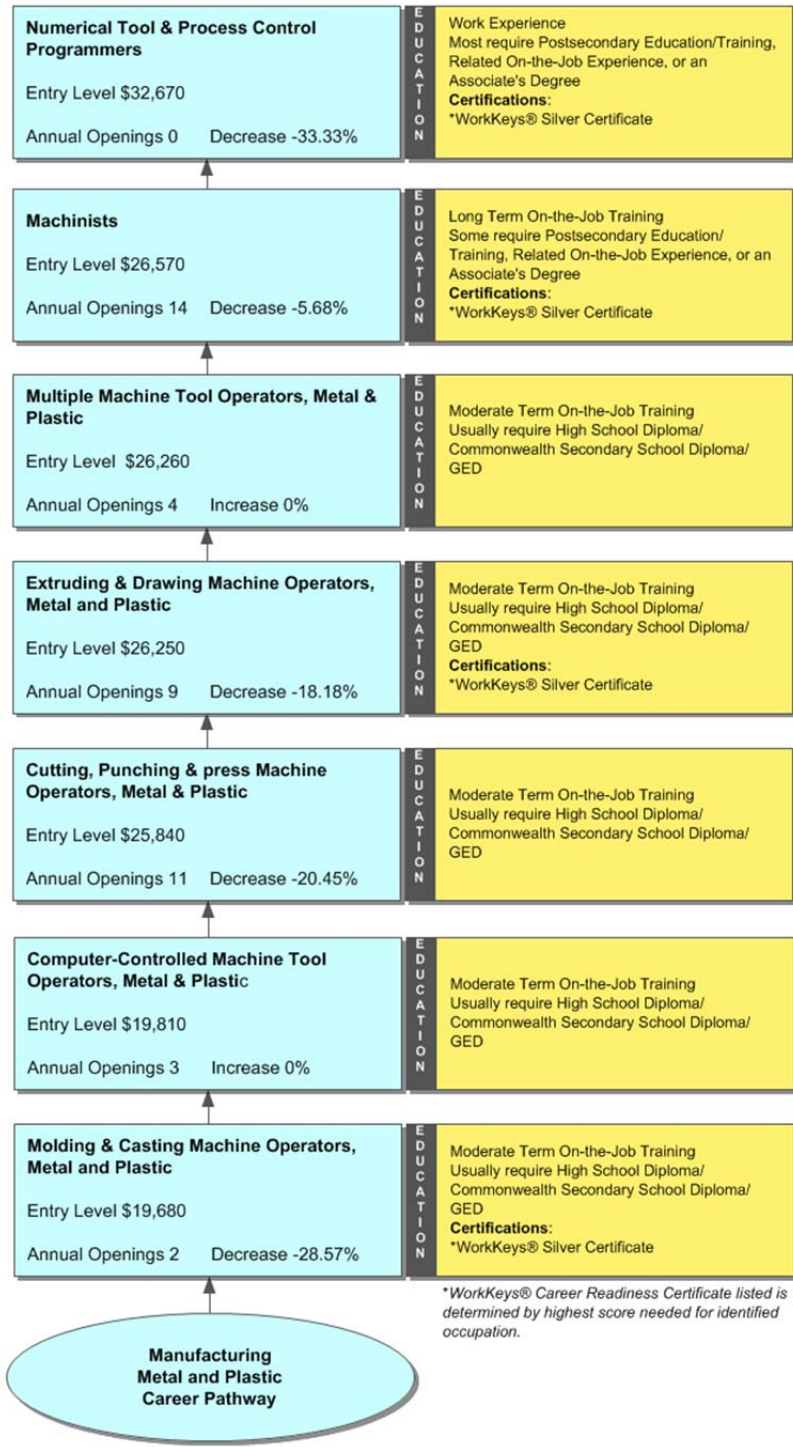 Numerical Tool & Process Control
Programmers
Entry Level $32,670
Annual Openings 0 Decrease -33.33%
EDUCATION
Work Experience
Most require Postsecondary Education/Training,
Related On-the-Job Experience, or an
Associate's Degree
Certifications:
*WorkKeys® Silver Certificate
Machinists
Entry Level $26,570
Annual Openings 14 Decrease -5.68%
EDUCATION
Long Term On-the-Job Training
Some require Postsecondary Education/
Training, Related On-the-Job Experience, or an
Associate's Degree
Certifications:
*WorkKeys® Silver Certificate
Multiple Machine Tool Operators, Metal &
Plastic
Entry Level $26,260
Annual Openings 4 Increase 0%
EDUCATION
Moderate Term On-the-Job Training
Usually require High School Diploma/
Commonwealth Secondary School Diploma/
GED
Extruding & Drawing Machine Operators,
Metal and Plastic
Entry Level $26,250
Annual Openings 9 Decrease -18.18%
EDUCATION
Moderate Term On-the-Job Training
Usually require High School Diploma/
Commonwealth Secondary School Diploma/
GED
Certifications:
*WorkKeys® Silver Certificate
Cutting, Punching & press Machine
Operators, Metal & Plastic
Entry Level $25,840
Annual Openings 11 Decrease -20.45%
EDUCATION
Moderate Term On-the-Job Training
Usually require High School Diploma/
Commonwealth Secondary School Diploma/
GED
Computer-Controlled Machine Tool
Operators, Metal & Plastic
Entry Level $19,810
Annual Openings 3 Increase 0%
EDUCATION
Moderate Term On-the-Job Training
Usually require High School Diploma/
Commonwealth Secondary School Diploma/
GED
Molding & Casting Machine Operators,
Metal and Plastic
Entry Level $19,680
Annual Openings 2 Decrease -28.57%
EDUCATION
Moderate Term On-the-Job Training
Usually require High School Diploma/
Commonwealth Secondary School Diploma/
GED
Certifications:
*WorkKeys® Silver Certificate
*WorkKeys® Career Readiness Certificate listed is
determined by highest score needed for identified
occupation.
Manufacturing
Metal and Plastic
Career Pathway